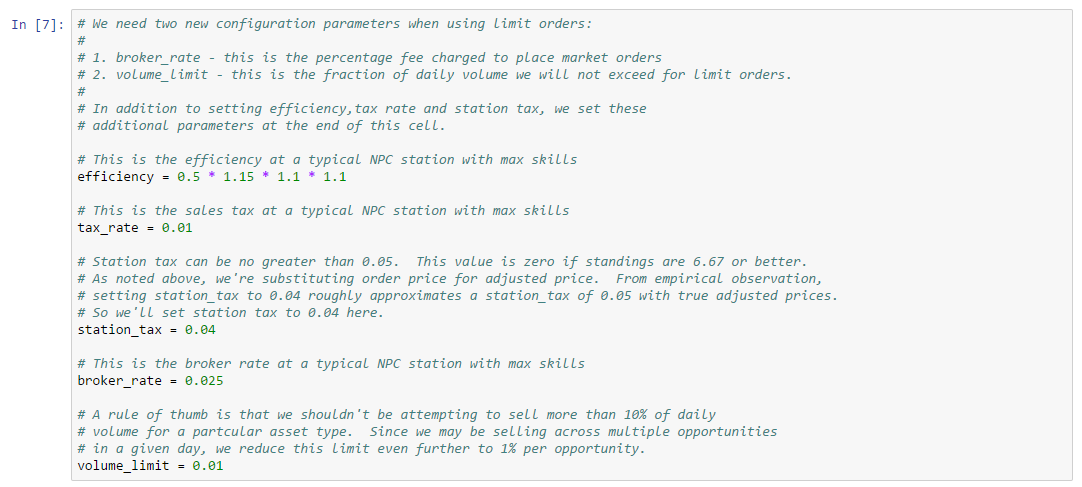 In [7]: # We need two new configuration parameters when using limit orders:
#
# 1. broker_rate - this is the percentage fee charged to place market orders
# 2. volume_limit - this is the fraction of daily volume we will not exceed for limit orders.
#
# In addition to setting efficiency,tax rate and station tax, we set these
# additional parameters at the end of this cell.
# This is the efficiency at a typical NPC station with max skills
efficiency = 0.5 * 1.15 * 1.1 * 1.1
# This is the sales tax at a typical NPC station with max skills
tax_rate = 0.01
# Station tax can be no greater than 0.05.  This value is zero if standings are 6.67 or better.
# As noted above, we're substituting order price for adjusted price.  From empirical observation,
# setting station_tax to 0.04 roughly approximates a station_tax of 0.05 with true adjusted prices.
# So we'll set station tax to 0.04 here.
station_tax = 0.04
# This is the broker rate at a typical NPC station with max skills
broker_rate = 0.025
# A rule of thumb is that we shouldn't be attempting to sell more than 10% of daily
# volume for a partcular asset type.  Since we may be selling across multiple opportunities
# in a given day, we reduce this limit even further to 1% per opportunity.
volume_limit = 0.01